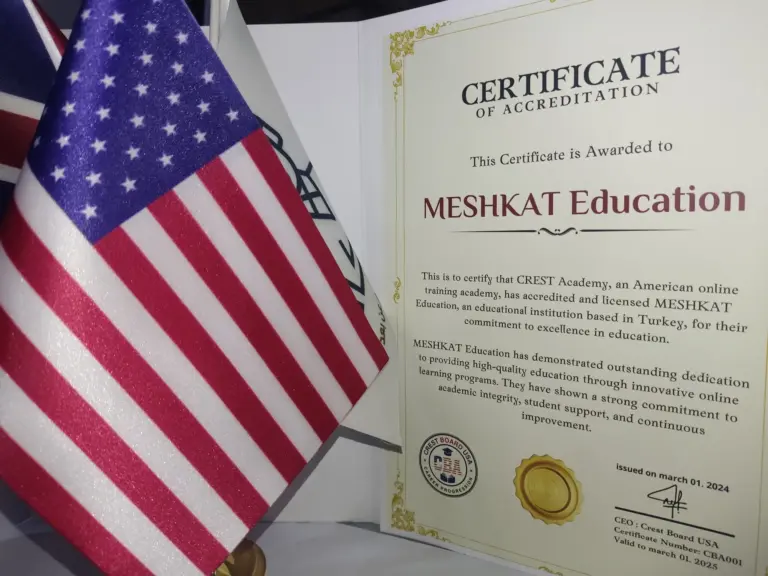 CERTIFICATE
OF ACCREDITATION
This Certificate is Awarded to
MESHKAT Education
This is to certify that CREST Academy, an American online
training academy, has accredited and licensed MESHKAT
Education, an educational institution based in Turkey, for their
commitment to excellence in education.
MESHKAT Education has demonstrated outstanding dedication
to providing high-quality education through innovative online
learning programs. They have shown a strong commitment to
academic integrity, student support, and continuous
improvement.
CREST BOARD USA
CBA
CAREER PROGRESSION
issued on march 01. 2024
CEO : Crest Board USA
Certificate Number: CBA001
Valid to march 01. 2025